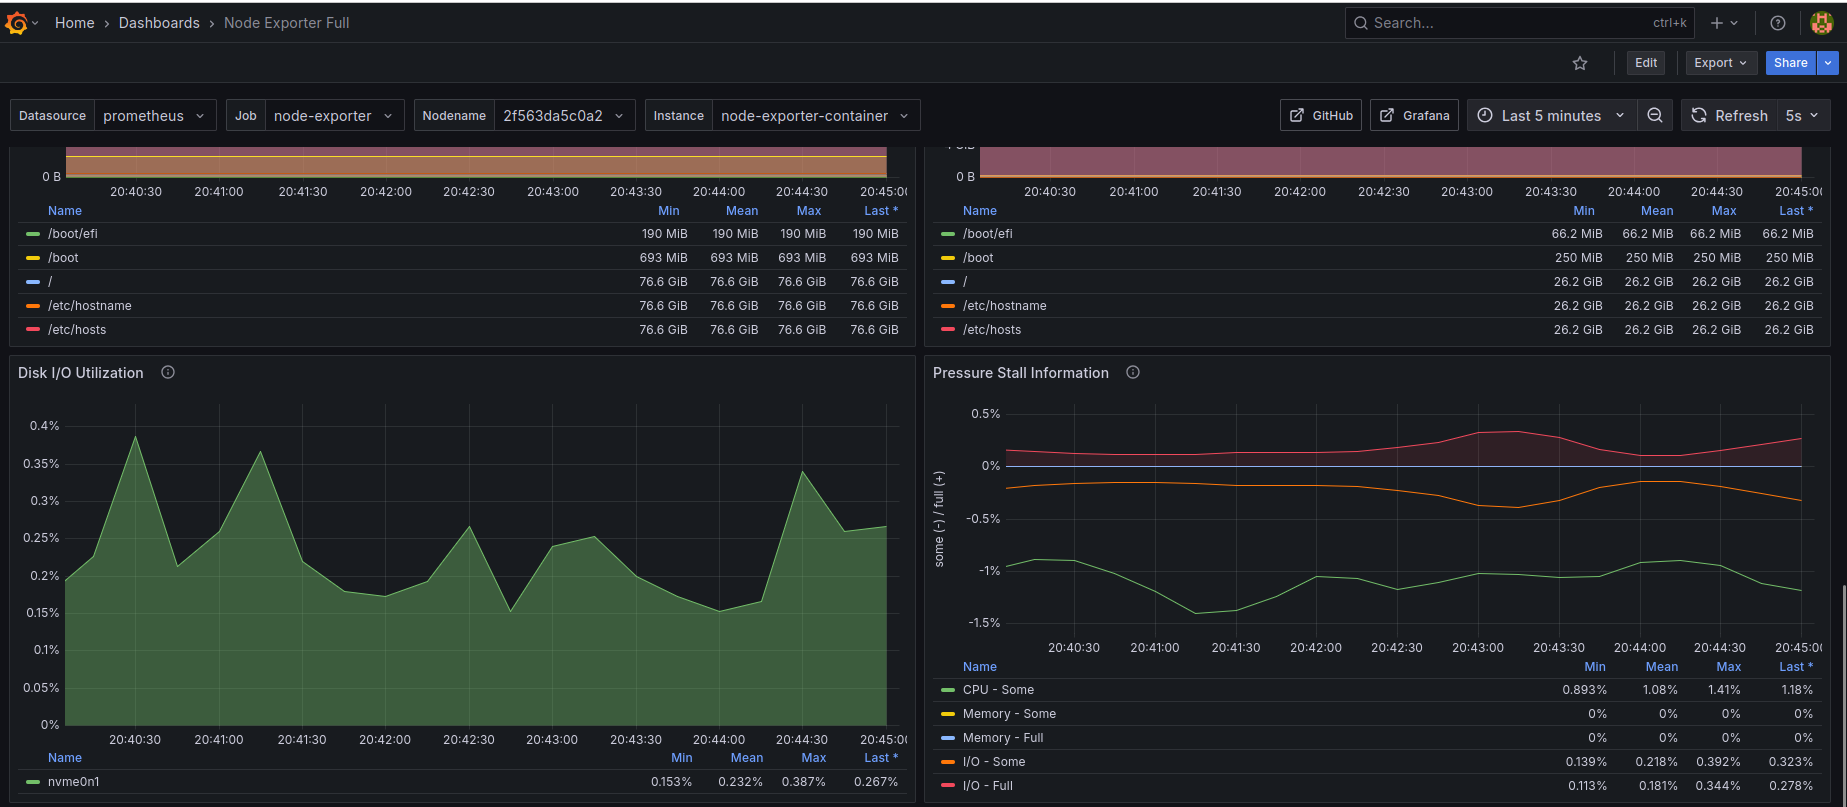 Home › Dashboards › Node Exporter Full Search... ctrl+k
Edit Export Share
Datasource prometheus Job node-exporter Nodename 2f563da5c0a2 Instance node-exporter-container GitHub Grafana Last 5 minutes Refresh 5s
0 B
20:40:30 20:41:00 20:41:30 20:42:00 20:42:30 20:43:00 20:43:30 20:44:00 20:44:30 20:45:00
Name Min Mean Max Last *
/boot/efi 190 MiB 190 MiB 190 MiB 190 MiB
/boot 693 MiB 693 MiB 693 MiB 693 MiB
/ 76.6 GiB 76.6 GiB 76.6 GiB 76.6 GiB
/etc/hostname 76.6 GiB 76.6 GiB 76.6 GiB 76.6 GiB
/etc/hosts 76.6 GiB 76.6 GiB 76.6 GiB 76.6 GiB
0 B
20:40:30 20:41:00 20:41:30 20:42:00 20:42:30 20:43:00 20:43:30 20:44:00 20:44:30 20:45:00
Name Min Mean Max Last *
/boot/efi 66.2 MiB 66.2 MiB 66.2 MiB 66.2 MiB
/boot 250 MiB 250 MiB 250 MiB 250 MiB
/ 26.2 GiB 26.2 GiB 26.2 GiB 26.2 GiB
/etc/hostname 26.2 GiB 26.2 GiB 26.2 GiB 26.2 GiB
/etc/hosts 26.2 GiB 26.2 GiB 26.2 GiB 26.2 GiB
Disk I/O Utilization
0.4%
0.35%
0.3%
0.25%
0.2%
0.15%
0.1%
0.05%
0%
20:40:30 20:41:00 20:41:30 20:42:00 20:42:30 20:43:00 20:43:30 20:44:00 20:44:30 20:45:00
Name Min Mean Max Last *
nvme0n1 0.153% 0.232% 0.387% 0.267%
Pressure Stall Information
some (-) / full (+)
0.5%
0%
-0.5%
-1%
-1.5%
20:40:30 20:41:00 20:41:30 20:42:00 20:42:30 20:43:00 20:43:30 20:44:00 20:44:30 20:45:00
Name Min Mean Max Last *
CPU - Some 0.893% 1.08% 1.41% 1.18%
Memory - Some 0% 0% 0% 0%
Memory - Full 0% 0% 0% 0%
I/O - Some 0.139% 0.218% 0.392% 0.323%
I/O - Full 0.113% 0.181% 0.344% 0.278%